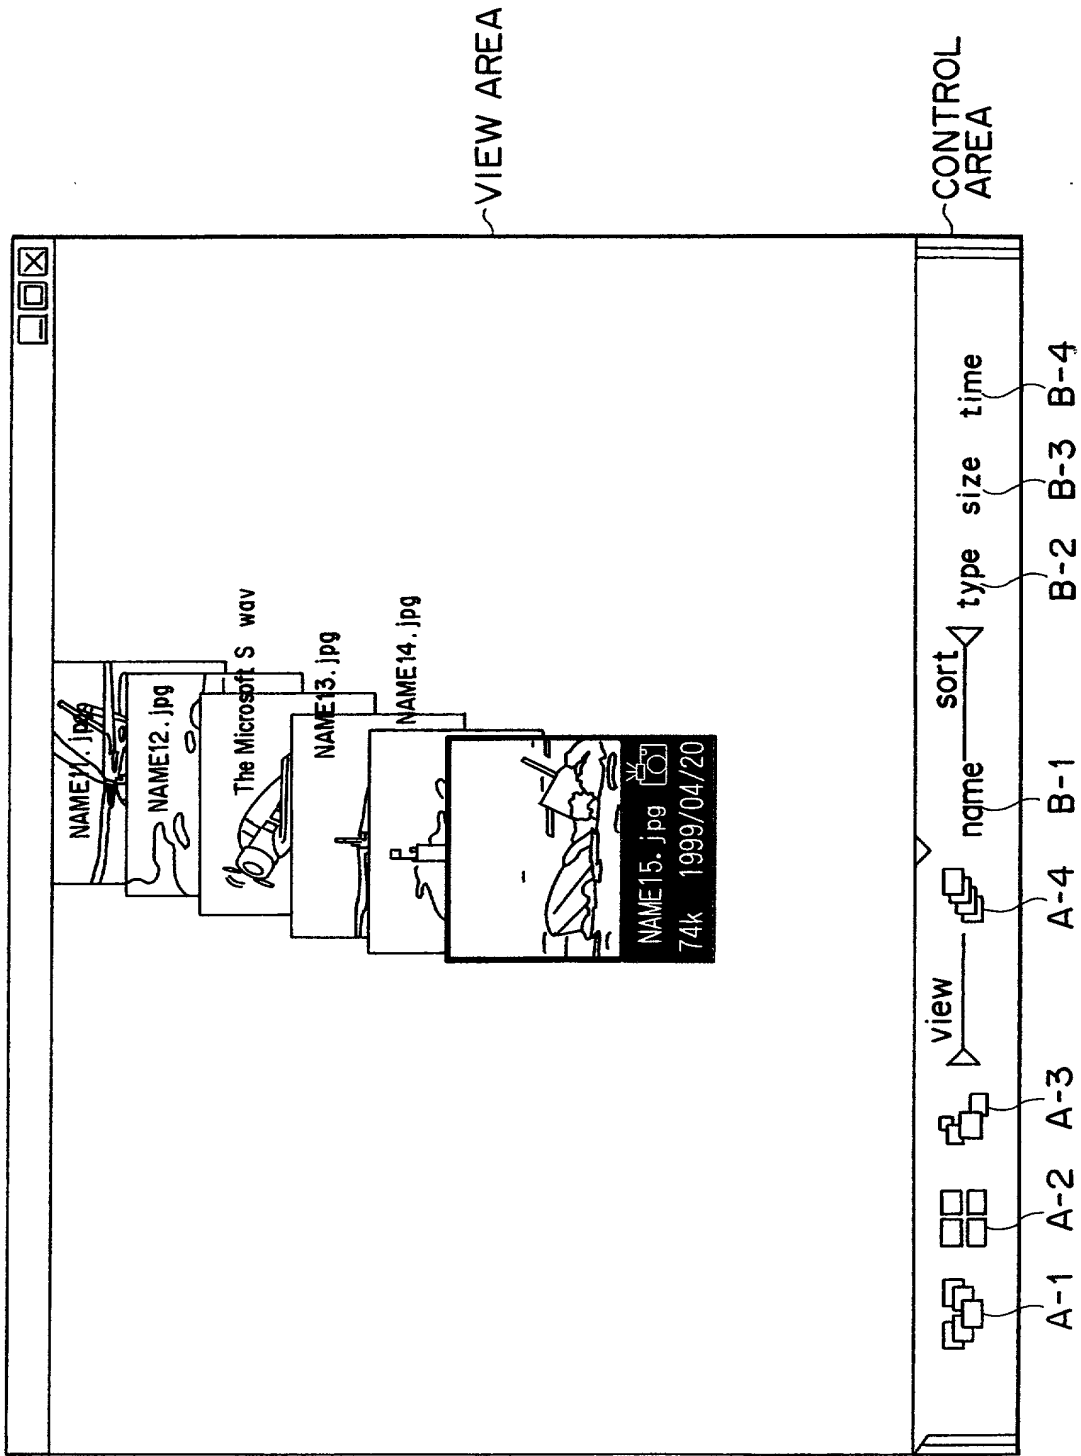 NAME11.jpg
NAME12.jpg
The Microsoft S wav
NAME13.jpg
NAME14.jpg
NAME15.jpg
74k 1999/04/20
VIEW AREA
view
sort
name
type
size
time
CONTROL
AREA
A-1
A-2
A-3
A-4
B-1
B-2
B-3
B-4